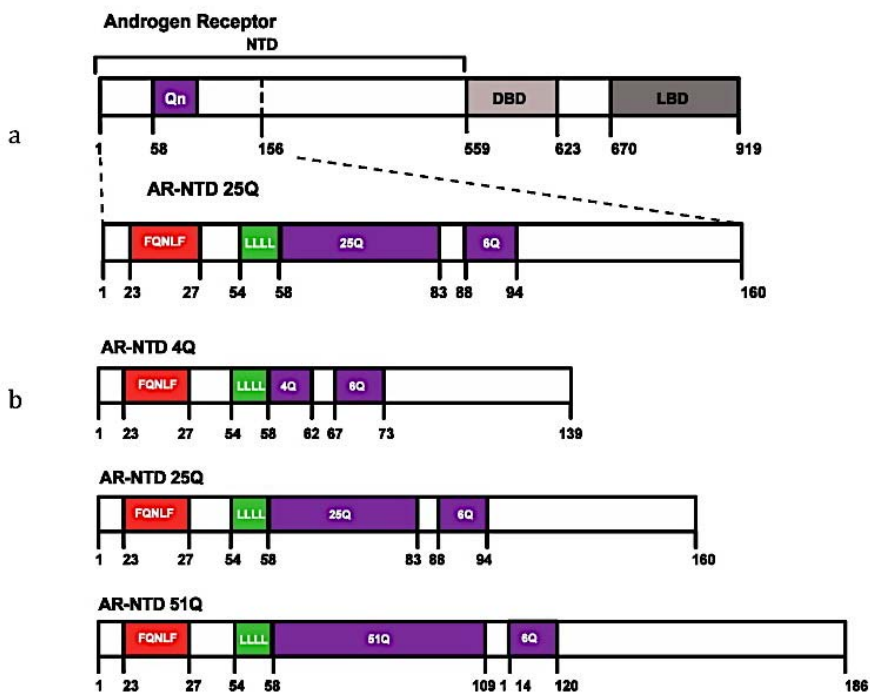 Androgen Receptor
NTD
Qn DBD LBD
a
1 58 156 559 623 670 919
AR-NTD 25Q
FQNLF LLLL 25Q 6Q
1 23 27 54 58 83 88 94 160
AR-NTD 4Q
b
FQNLF LLLL 4Q 6Q
1 23 27 54 58 62 67 73 139
AR-NTD 25Q
FQNLF LLLL 25Q 6Q
1 23 27 54 58 83 88 94 160
AR-NTD 51Q
FQNLF LLLL 51Q 6Q
1 23 27 54 58 109 1 14 120 186